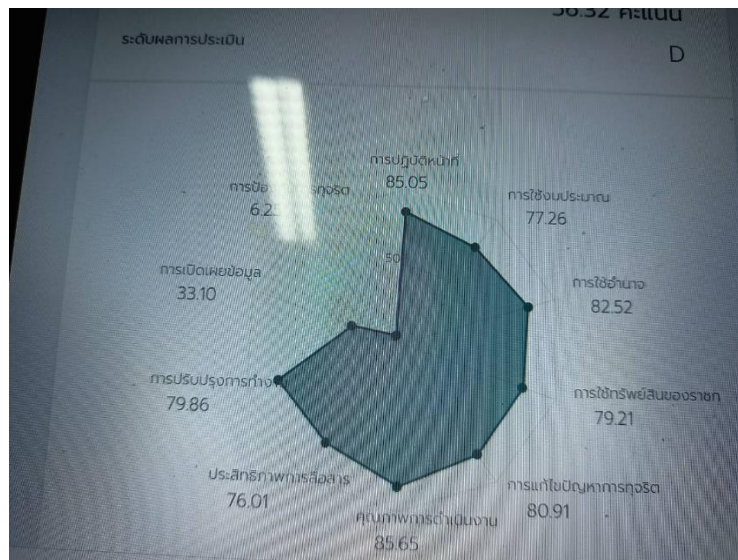 คะแนน
ระดับผลการประเมิน
D
การปฏิบัติหน้าที่
85.05
การใช้งบประมาณ
77.26
การใช้อำนาจ
82.52
การใช้ทรัพย์สินของราชก
79.21
การแก้ไขปัญหาการทุจริต
80.91
คุณภาพการดำเนินงาน
85.65
ประสิทธิภาพการสื่อสาร
76.01
การปรับปรุงการทำง
79.86
การเปิดเผยข้อมูล
33.10
6.2
50